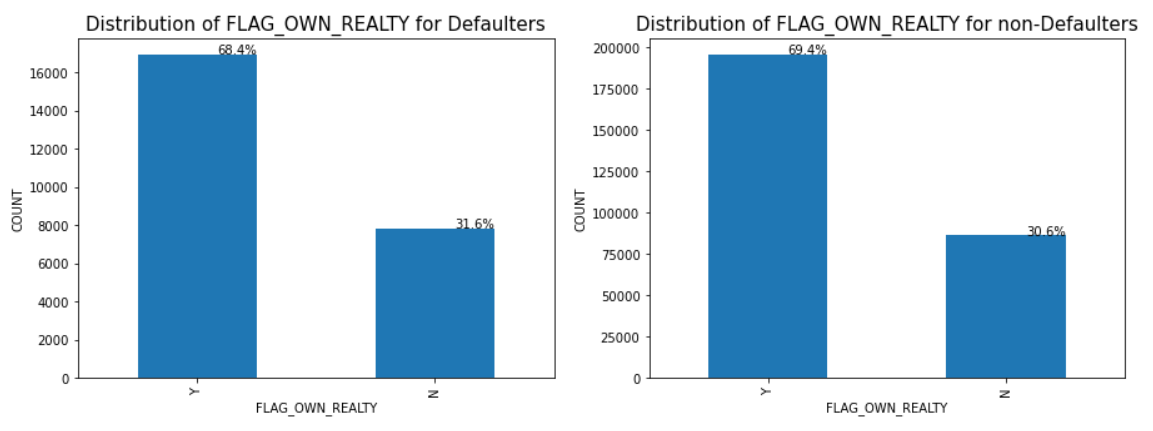 Distribution of FLAG_OWN_REALTY for Defaulters
68.4%
16000
14000
12000
10000
8000
6000
4000
2000
0
31.6%
COUNT
Y
N
FLAG_OWN_REALTY
Distribution of FLAG_OWN_REALTY for non-Defaulters
69.4%
200000
175000
150000
125000
100000
75000
50000
25000
0
30.6%
COUNT
Y
N
FLAG_OWN_REALTY